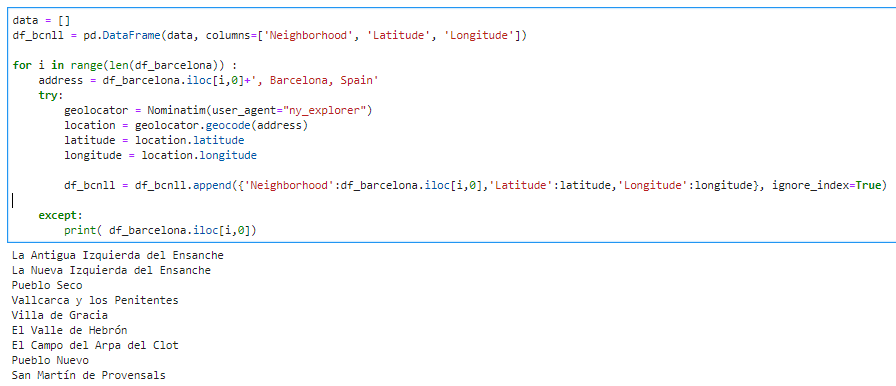 data = []
df_bcnll = pd.DataFrame(data, columns=['Neighborhood', 'Latitude', 'Longitude'])
for i in range(len(df_barcelona)) :
address = df_barcelona.iloc[i,0]+', Barcelona, Spain'
try:
geolocator = Nominatim(user_agent="ny_explorer")
location = geolocator.geocode(address)
latitude = location.latitude
longitude = location.longitude
df_bcnll = df_bcnll.append({'Neighborhood':df_barcelona.iloc[i,0],'Latitude':latitude,'Longitude':longitude}, ignore_index=True)
except:
print( df_barcelona.iloc[i,0])
La Antigua Izquierda del Ensanche
La Nueva Izquierda del Ensanche
Pueblo Seco
Vallcarca y los Penitentes
Villa de Gracia
El Valle de Hebrón
El Campo del Arpa del Clot
Pueblo Nuevo
San Martín de Provensals